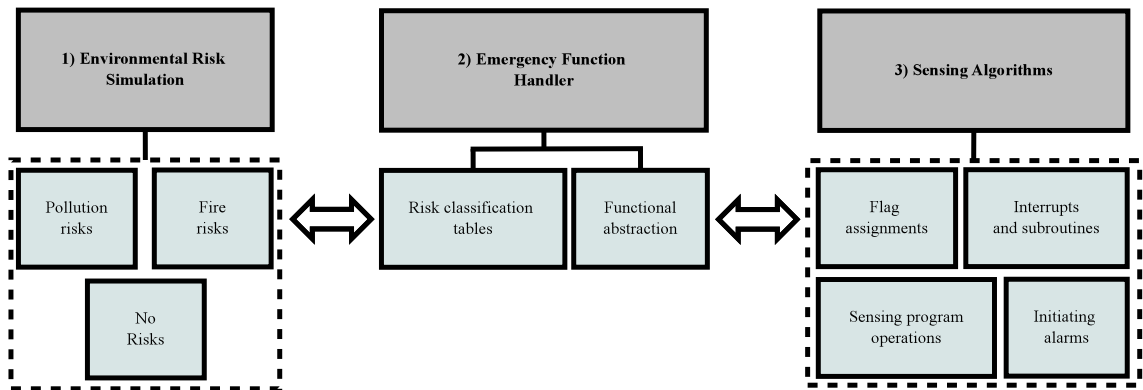 1) Environmental Risk
Simulation
2) Emergency Function
Handler
3) Sensing Algorithms
Pollution
risks
Fire
risks
No
Risks
Risk classification
tables
Functional
abstraction
Flag
assignments
Interrupts
and subroutines
Sensing program
operations
Initiating
alarms